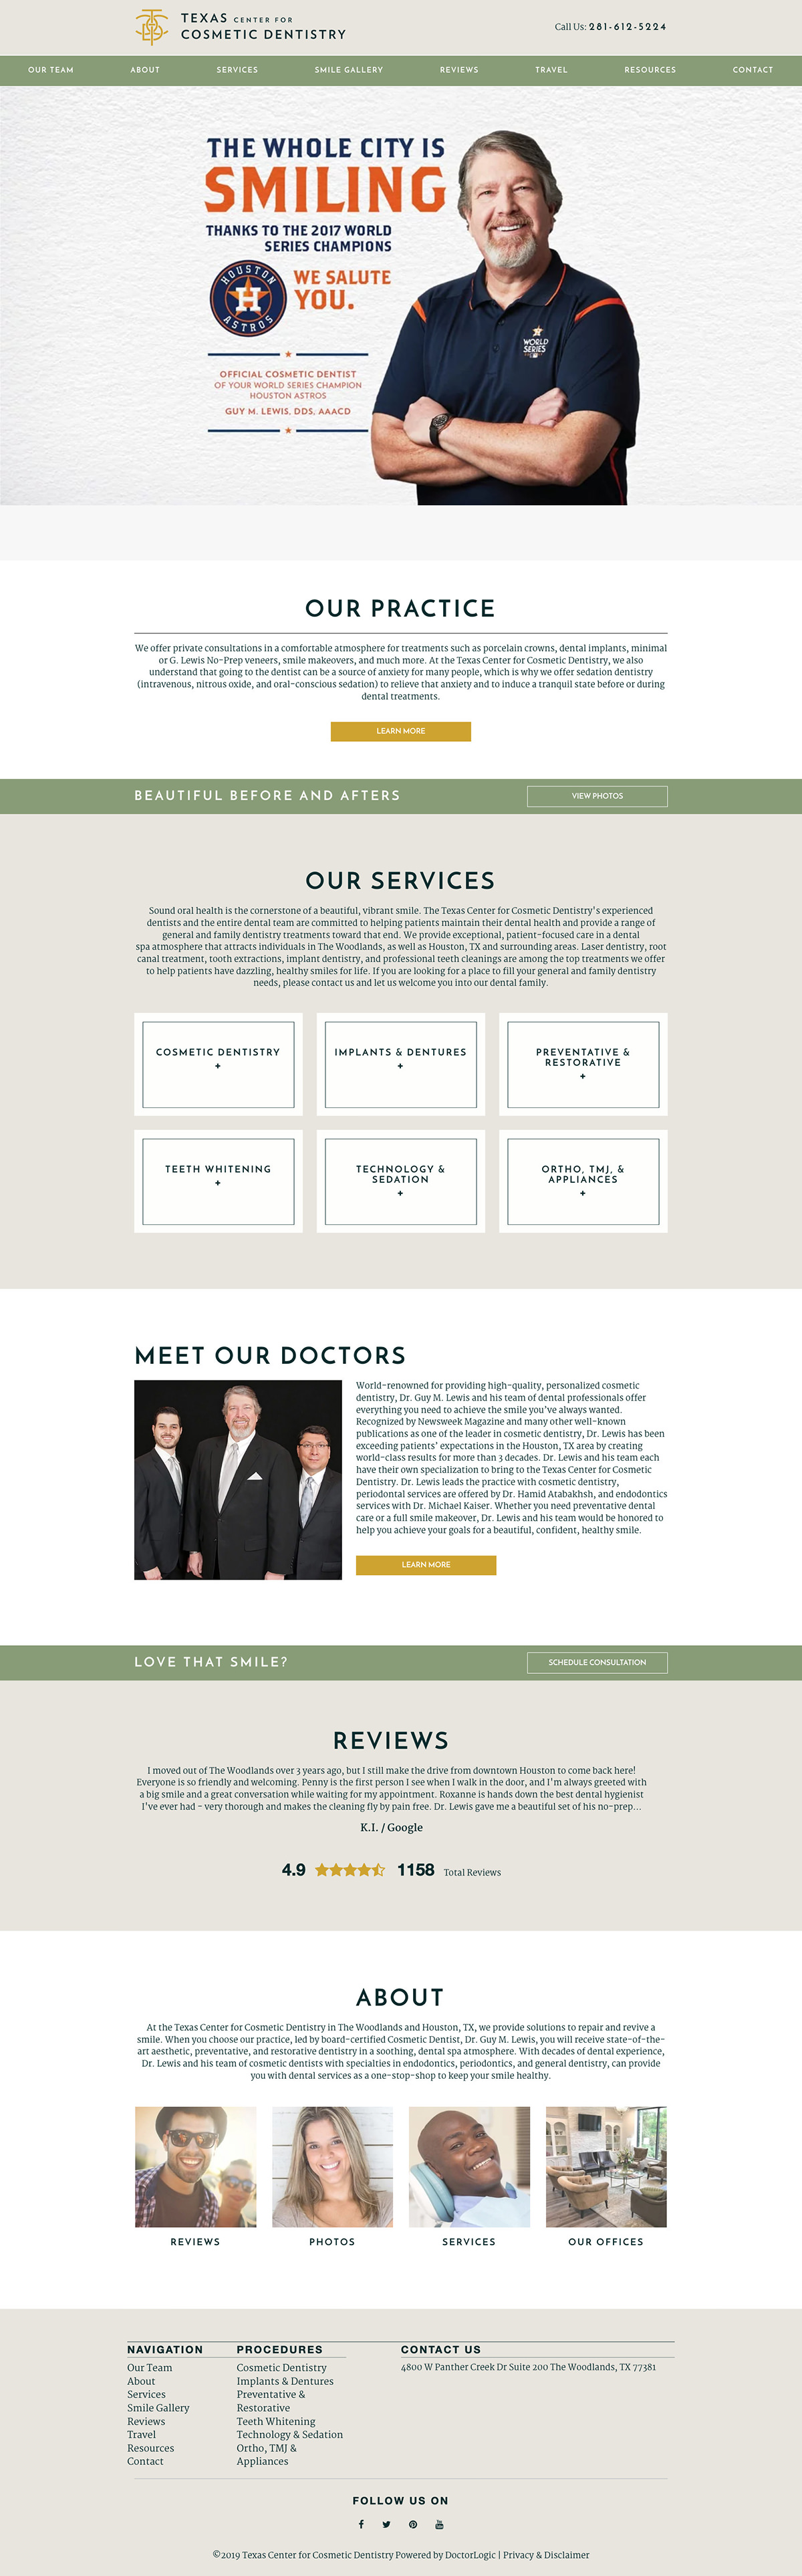 TEXAS CENTER FOR
COSMETIC DENTISTRY
Call Us: 281-612-5224
OUR TEAM ABOUT SERVICES SMILE GALLERY REVIEWS TRAVEL RESOURCES CONTACT
THE WHOLE CITY IS
SMILING
THANKS TO THE 2017 WORLD
SERIES CHAMPIONS
HOUSTON
H
ASTROS
WE SALUTE
YOU.
WORLD
SERIES
OFFICIAL COSMETIC DENTIST
OF YOUR WORLD SERIES CHAMPION
HOUSTON ASTROS
GUY M. LEWIS, DDS, AAACD
OUR PRACTICE
We offer private consultations in a comfortable atmosphere for treatments such as porcelain crowns, dental implants, minimal
or G. Lewis No-Prep veneers, smile makeovers, and much more. At the Texas Center for Cosmetic Dentistry, we also
understand that going to the dentist can be a source of anxiety for many people, which is why we offer sedation dentistry
(intravenous, nitrous oxide, and oral-conscious sedation) to relieve that anxiety and to induce a tranquil state before or during
dental treatments.
LEARN MORE
BEAUTIFUL BEFORE AND AFTERS
VIEW PHOTOS
OUR SERVICES
Sound oral health is the cornerstone of a beautiful, vibrant smile. The Texas Center for Cosmetic Dentistry's experienced
dentists and the entire dental team are committed to helping patients maintain their dental health and provide a range of
general and family dentistry treatments toward that end. We provide exceptional, patient-focused care in a dental
spa atmosphere that attracts individuals in The Woodlands, as well as Houston, TX and surrounding areas. Laser dentistry, root
canal treatment, tooth extractions, implant dentistry, and professional teeth cleanings are among the top treatments we offer
to help patients have dazzling, healthy smiles for life. If you are looking for a place to fill your general and family dentistry
needs, please contact us and let us welcome you into our dental family.
COSMETIC DENTISTRY
+
IMPLANTS & DENTURES
+
PREVENTATIVE &
RESTORATIVE
+
TEETH WHITENING
+
TECHNOLOGY &
SEDATION
+
ORTHO, TMJ, &
APPLIANCES
+
MEET OUR DOCTORS
World-renowned for providing high-quality, personalized cosmetic
dentistry, Dr. Guy M. Lewis and his team of dental professionals offer
everything you need to achieve the smile you've always wanted.
Recognized by Newsweek Magazine and many other well-known
publications as one of the leader in cosmetic dentistry, Dr. Lewis has been
exceeding patients' expectations in the Houston, TX area by creating
world-class results for more than 3 decades. Dr. Lewis and his team each
have their own specialization to bring to the Texas Center for Cosmetic
Dentistry. Dr. Lewis leads the practice with cosmetic dentistry,
periodontal services are offered by Dr. Hamid Atabakhsh, and endodontics
services with Dr. Michael Kaiser. Whether you need preventative dental
care or a full smile makeover, Dr. Lewis and his team would be honored to
help you achieve your goals for a beautiful, confident, healthy smile.
LEARN MORE
LOVE THAT SMILE?
SCHEDULE CONSULTATION
REVIEWS
I moved out of The Woodlands over 3 years ago, but I still make the drive from downtown Houston to come back here!
Everyone is so friendly and welcoming. Penny is the first person I see when I walk in the door, and I'm always greeted with
a big smile and a great conversation while waiting for my appointment. Roxanne is hands down the best dental hygienist
I've ever had - very thorough and makes the cleaning fly by pain free. Dr. Lewis gave me a beautiful set of his no-prep...
K.I. / Google
4.9 1158 Total Reviews
ABOUT
At the Texas Center for Cosmetic Dentistry in The Woodlands and Houston, TX, we provide solutions to repair and revive a
smile. When you choose our practice, led by board-certified Cosmetic Dentist, Dr. Guy M. Lewis, you will receive state-of-the-
art aesthetic, preventative, and restorative dentistry in a soothing, dental spa atmosphere. With decades of dental experience,
Dr. Lewis and his team of cosmetic dentists with specialties in endodontics, periodontics, and general dentistry, can provide
you with dental services as a one-stop-shop to keep your smile healthy.
REVIEWS PHOTOS SERVICES OUR OFFICES
NAVIGATION
Our Team
About
Services
Smile Gallery
Reviews
Travel
Resources
Contact
PROCEDURES
Cosmetic Dentistry
Implants & Dentures
Preventative &
Restorative
Teeth Whitening
Technology & Sedation
Ortho, TMJ &
Appliances
CONTACT US
4800 W Panther Creek Dr Suite 200 The Woodlands, TX 77381
FOLLOW US ON
©2019 Texas Center for Cosmetic Dentistry Powered by DoctorLogic | Privacy & Disclaimer